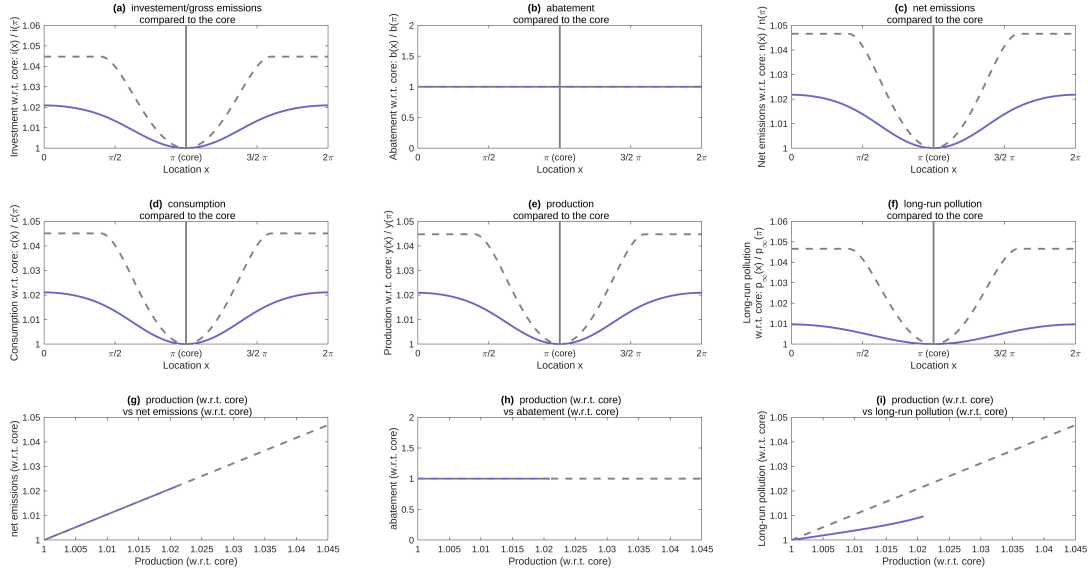 (a) investement/gross emissions
compared to the core
Investment w.r.t. core: i(x) / i(π)
1.06
1.05
1.04
1.03
1.02
1.01
1
0
π/2
π (core)
3/2 π
2π
Location x
(b) abatement
compared to the core
Abatement w.r.t. core: b(x) / b(π)
2
1.5
1
0.5
0
0
π/2
π (core)
3/2 π
2π
Location x
(c) net emissions
compared to the core
Net emissions w.r.t. core: n(x) / n(π)
1.05
1.04
1.03
1.02
1.01
1
0
π/2
π (core)
3/2 π
2π
Location x
(d) consumption
compared to the core
Consumption w.r.t. core: c(x) / c(π)
1.05
1.04
1.03
1.02
1.01
1
0
π/2
π (core)
3/2 π
2π
Location x
(e) production
compared to the core
Production w.r.t. core: y(x) / y(π)
1.05
1.04
1.03
1.02
1.01
1
0
π/2
π (core)
3/2 π
2π
Location x
(f) long-run pollution
compared to the core
Long-run pollution
w.r.t. core: p∞(x) / p∞(π)
1.06
1.05
1.04
1.03
1.02
1.01
1
0
π/2
π (core)
3/2 π
2π
Location x
(g) production (w.r.t. core)
vs net emissions (w.r.t. core)
net emissions (w.r.t. core)
1.05
1.04
1.03
1.02
1.01
1
1
1.005
1.01
1.015
1.02
1.025
1.03
1.035
1.04
1.045
Production (w.r.t. core)
(h) production (w.r.t. core)
vs abatement (w.r.t. core)
abatement (w.r.t. core)
2
1.5
1
0.5
0
1
1.005
1.01
1.015
1.02
1.025
1.03
1.035
1.04
1.045
Production (w.r.t. core)
(i) production (w.r.t. core)
vs long-run pollution (w.r.t. core)
Long-run pollution (w.r.t. core)
1.05
1.04
1.03
1.02
1.01
1
1
1.005
1.01
1.015
1.02
1.025
1.03
1.035
1.04
1.045
Production (w.r.t. core)